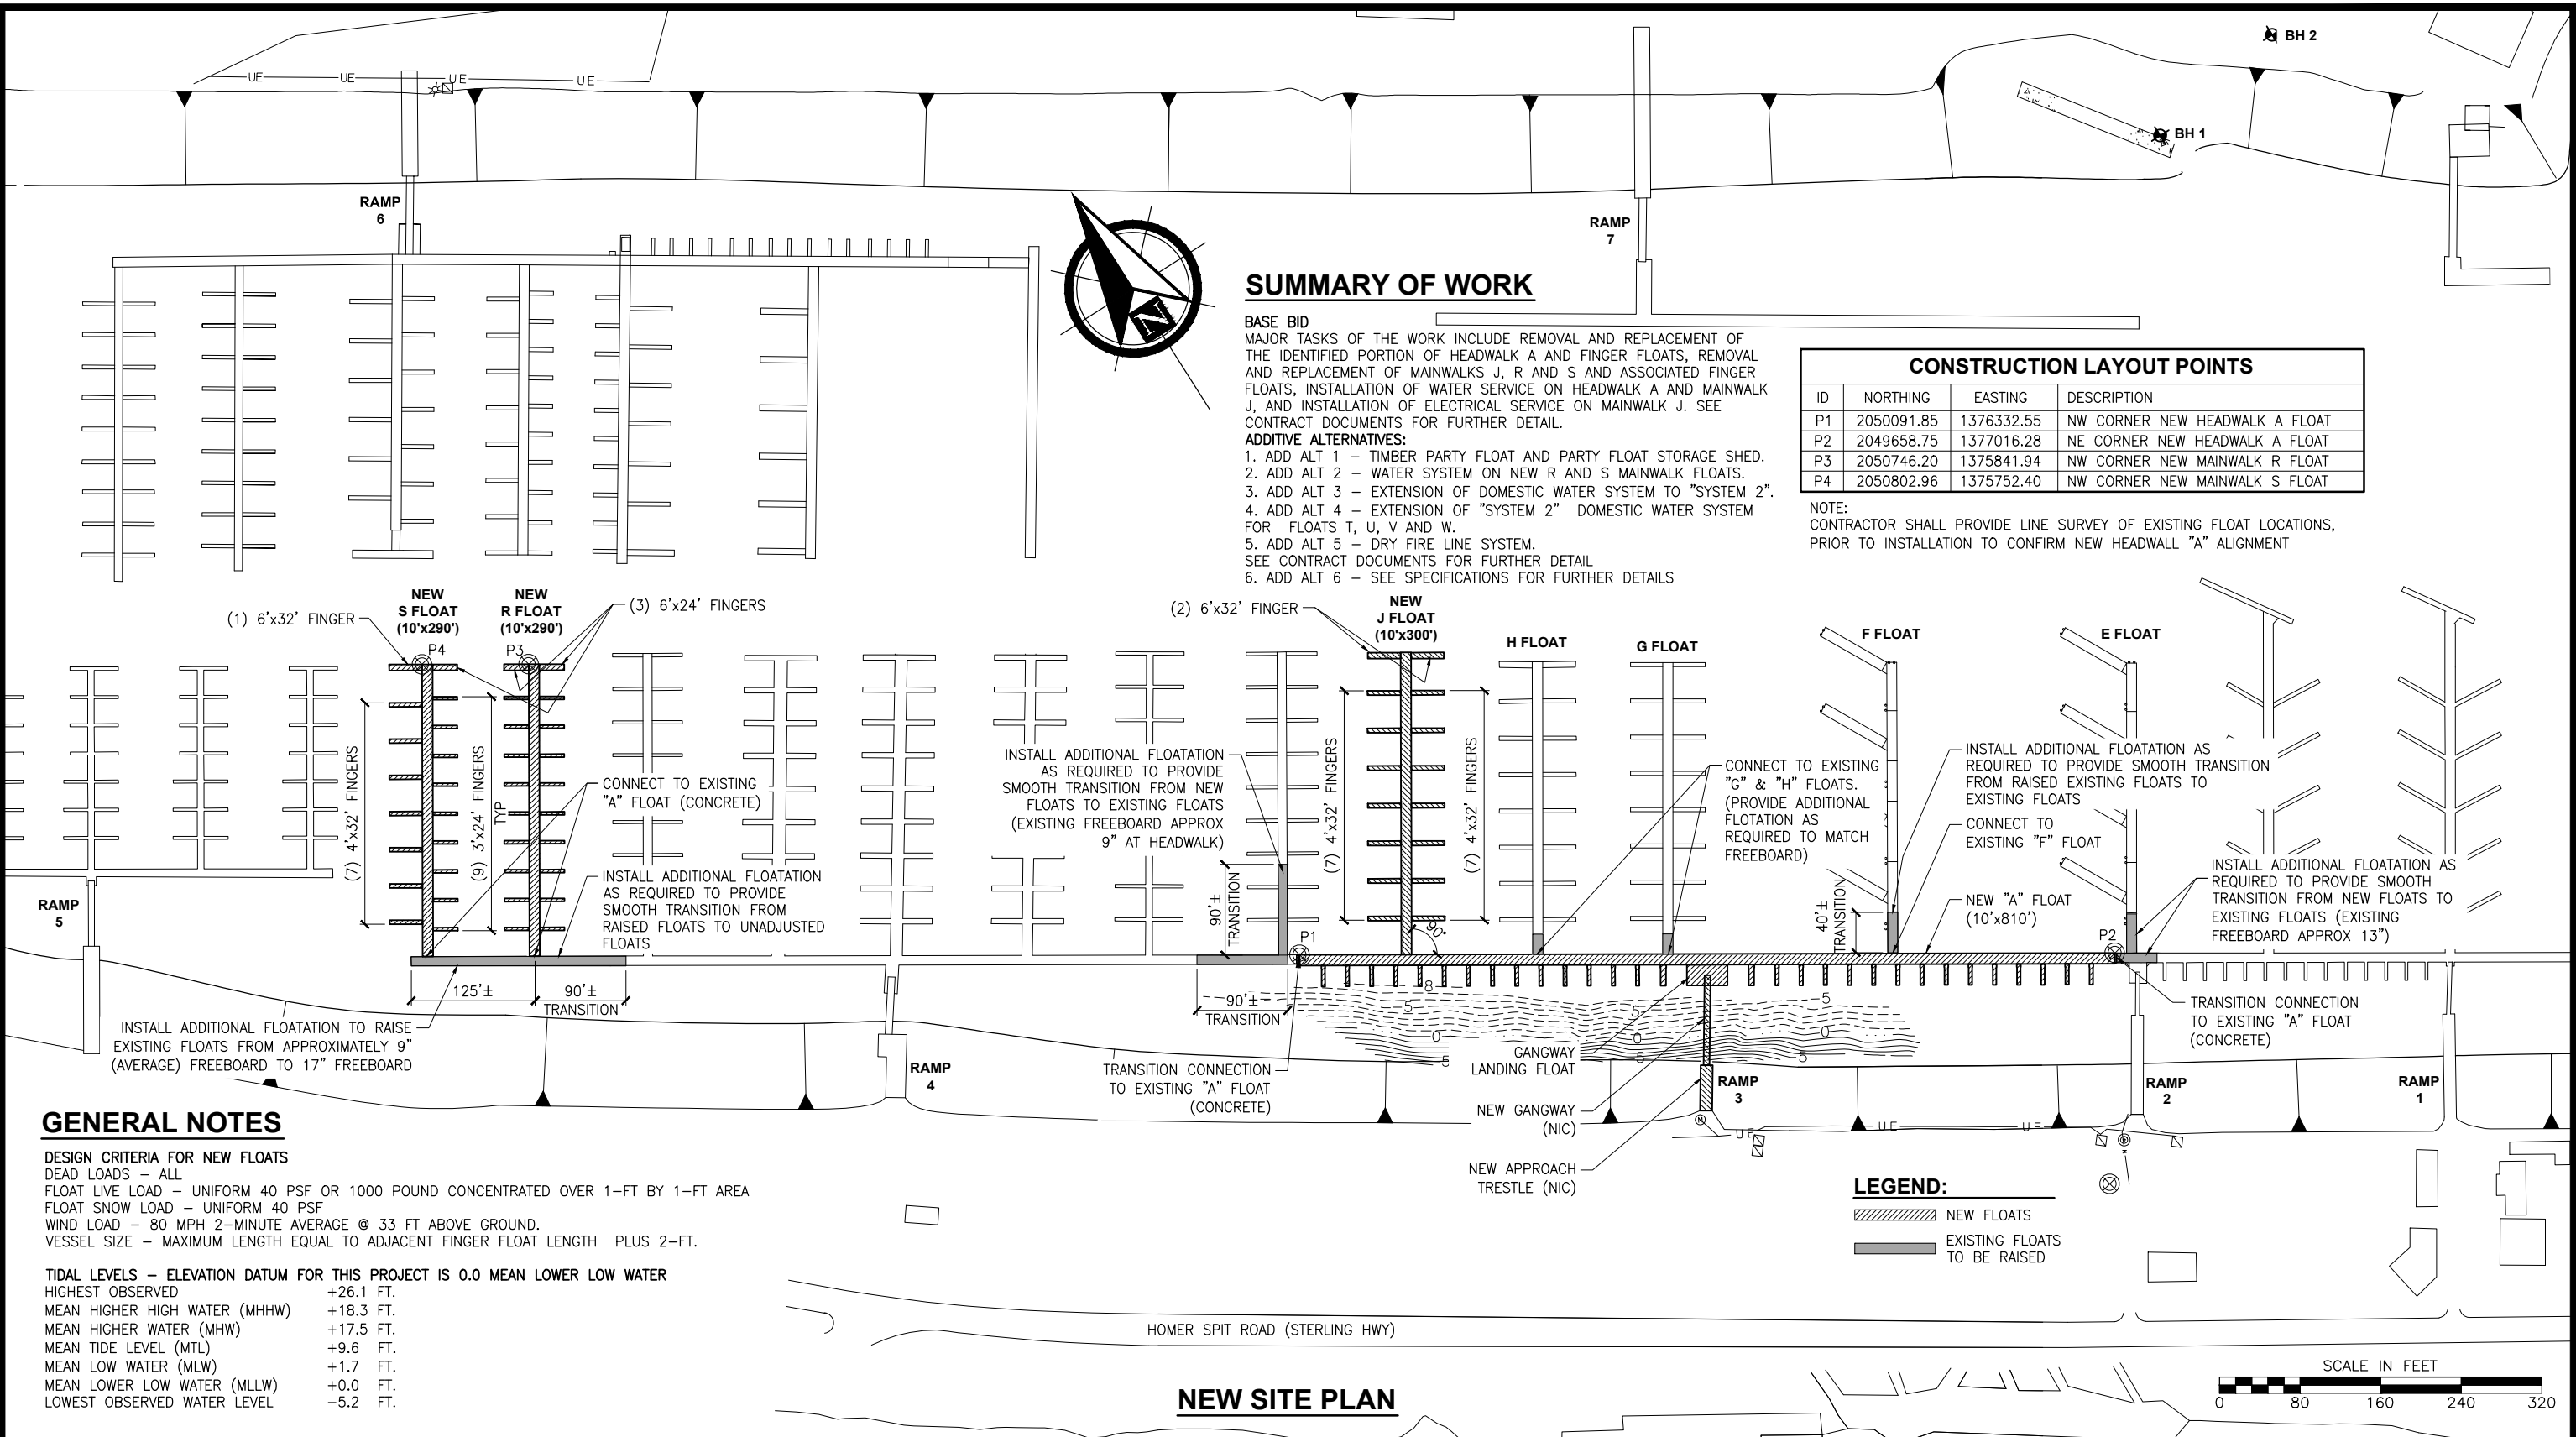 BH 2
UE
UE
UE
UE
BH 1
RAMP
6
RAMP
7
N
SUMMARY OF WORK
BASE BID
MAJOR TASKS OF THE WORK INCLUDE REMOVAL AND REPLACEMENT OF
THE IDENTIFIED PORTION OF HEADWALK A AND FINGER FLOATS, REMOVAL
AND REPLACEMENT OF MAINWALKS J, R AND S AND ASSOCIATED FINGER
FLOATS, INSTALLATION OF WATER SERVICE ON HEADWALK A AND MAINWALK
J, AND INSTALLATION OF ELECTRICAL SERVICE ON MAINWALK J. SEE
CONTRACT DOCUMENTS FOR FURTHER DETAIL.
ADDITIVE ALTERNATIVES:
1. ADD ALT 1 – TIMBER PARTY FLOAT AND PARTY FLOAT STORAGE SHED.
2. ADD ALT 2 – WATER SYSTEM ON NEW R AND S MAINWALK FLOATS.
3. ADD ALT 3 – EXTENSION OF DOMESTIC WATER SYSTEM TO "SYSTEM 2".
4. ADD ALT 4 – EXTENSION OF "SYSTEM 2" DOMESTIC WATER SYSTEM
FOR FLOATS T, U, V AND W.
5. ADD ALT 5 – DRY FIRE LINE SYSTEM.
SEE CONTRACT DOCUMENTS FOR FURTHER DETAIL
6. ADD ALT 6 – SEE SPECIFICATIONS FOR FURTHER DETAILS
CONSTRUCTION LAYOUT POINTS
ID NORTHING EASTING DESCRIPTION
P1 2050091.85 1376332.55 NW CORNER NEW HEADWALK A FLOAT
P2 2049658.75 1377016.28 NE CORNER NEW HEADWALK A FLOAT
P3 2050746.20 1375841.94 NW CORNER NEW MAINWALK R FLOAT
P4 2050802.96 1375752.40 NW CORNER NEW MAINWALK S FLOAT
NOTE:
CONTRACTOR SHALL PROVIDE LINE SURVEY OF EXISTING FLOAT LOCATIONS,
PRIOR TO INSTALLATION TO CONFIRM NEW HEADWALL "A" ALIGNMENT
(1) 6'x32' FINGER
NEW
S FLOAT
(10'x290')
NEW
R FLOAT
(10'x290')
(3) 6'x24' FINGERS
P4
P3
(2) 6'x32' FINGER
NEW
J FLOAT
(10'x300')
H FLOAT
G FLOAT
F FLOAT
E FLOAT
(7) 4'x32' FINGERS
(9) 3'x24' FINGERS
TYP
CONNECT TO EXISTING
"A" FLOAT (CONCRETE)
INSTALL ADDITIONAL FLOATATION
AS REQUIRED TO PROVIDE
SMOOTH TRANSITION FROM
RAISED FLOATS TO UNADJUSTED
FLOATS
INSTALL ADDITIONAL FLOATATION
AS REQUIRED TO PROVIDE
SMOOTH TRANSITION FROM NEW
FLOATS TO EXISTING FLOATS
(EXISTING FREEBOARD APPROX
9" AT HEADWALK)
90'±
TRANSITION
(7) 4'x32' FINGERS
(7) 4'x32' FINGERS
90°
CONNECT TO EXISTING
"G" & "H" FLOATS.
(PROVIDE ADDITIONAL
FLOTATION AS
REQUIRED TO MATCH
FREEBOARD)
40'±
TRANSITION
INSTALL ADDITIONAL FLOATATION AS
REQUIRED TO PROVIDE SMOOTH TRANSITION
FROM RAISED EXISTING FLOATS TO
EXISTING FLOATS
CONNECT TO
EXISTING "F" FLOAT
NEW "A" FLOAT
(10'x810')
INSTALL ADDITIONAL FLOATATION AS
REQUIRED TO PROVIDE SMOOTH
TRANSITION FROM NEW FLOATS TO
EXISTING FLOATS (EXISTING
FREEBOARD APPROX 13")
RAMP
5
P1
P2
125'±
90'±
TRANSITION
90'±
TRANSITION
8
5
5
5
0
0
5
5
INSTALL ADDITIONAL FLOATATION TO RAISE
EXISTING FLOATS FROM APPROXIMATELY 9"
(AVERAGE) FREEBOARD TO 17" FREEBOARD
RAMP
4
TRANSITION CONNECTION
TO EXISTING "A" FLOAT
(CONCRETE)
GANGWAY
LANDING FLOAT
NEW GANGWAY
(NIC)
NEW APPROACH
TRESTLE (NIC)
RAMP
3
TRANSITION CONNECTION
TO EXISTING "A" FLOAT
(CONCRETE)
RAMP
2
RAMP
1
UE
UE
UE
GENERAL NOTES
DESIGN CRITERIA FOR NEW FLOATS
DEAD LOADS – ALL
FLOAT LIVE LOAD – UNIFORM 40 PSF OR 1000 POUND CONCENTRATED OVER 1–FT BY 1–FT AREA
FLOAT SNOW LOAD – UNIFORM 40 PSF
WIND LOAD – 80 MPH 2–MINUTE AVERAGE @ 33 FT ABOVE GROUND.
VESSEL SIZE – MAXIMUM LENGTH EQUAL TO ADJACENT FINGER FLOAT LENGTH PLUS 2–FT.
TIDAL LEVELS – ELEVATION DATUM FOR THIS PROJECT IS 0.0 MEAN LOWER LOW WATER
HIGHEST OBSERVED +26.1 FT.
MEAN HIGHER HIGH WATER (MHHW) +18.3 FT.
MEAN HIGHER WATER (MHW) +17.5 FT.
MEAN TIDE LEVEL (MTL) +9.6 FT.
MEAN LOW WATER (MLW) +1.7 FT.
MEAN LOWER LOW WATER (MLLW) +0.0 FT.
LOWEST OBSERVED WATER LEVEL –5.2 FT.
LEGEND:
NEW FLOATS
EXISTING FLOATS
TO BE RAISED
HOMER SPIT ROAD (STERLING HWY)
NEW SITE PLAN
SCALE IN FEET
0 80 160 240 320